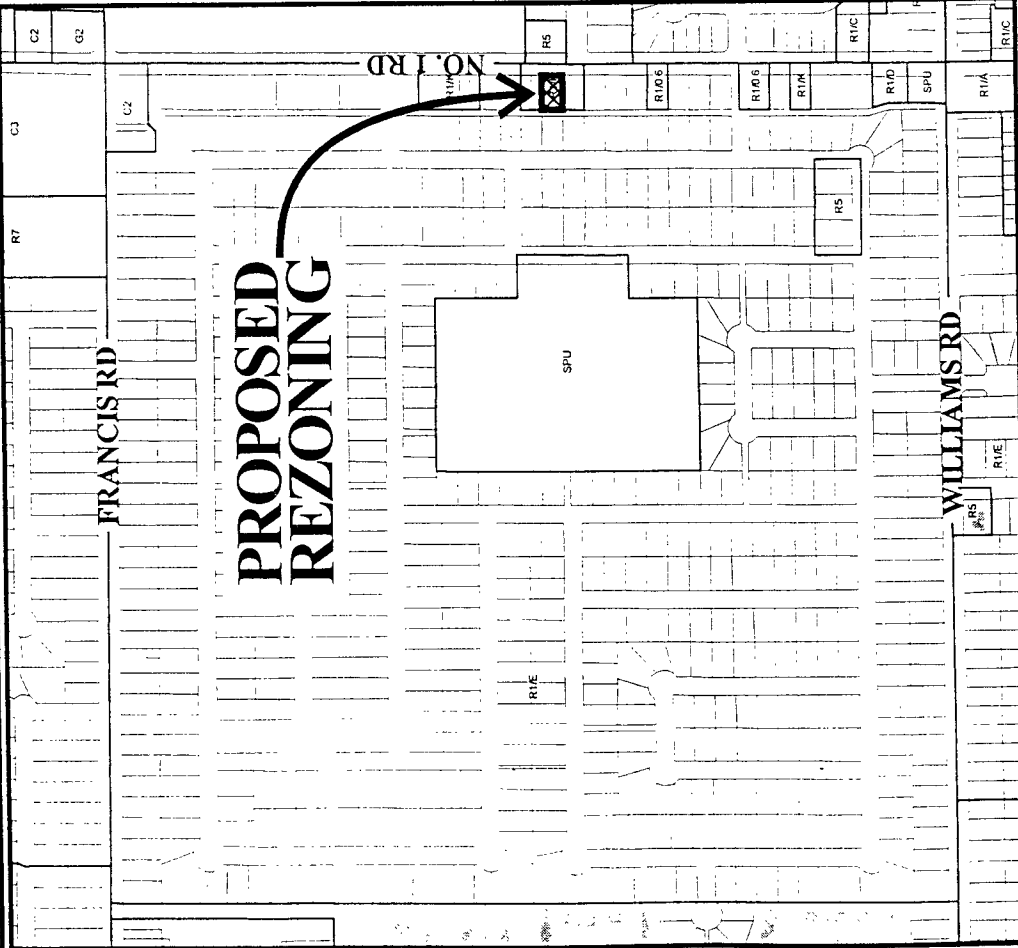 C2
G2
C3
R7
C2
R5
R1/C
NO. 1 RD
R1/0.6
R1/0.6
R1/K
R1/D
SPU
R1/A
R1/C
FRANCIS RD
PROPOSED
REZONING
SPU
R5
R1/E
WILLIAMS RD
R5
R1/E